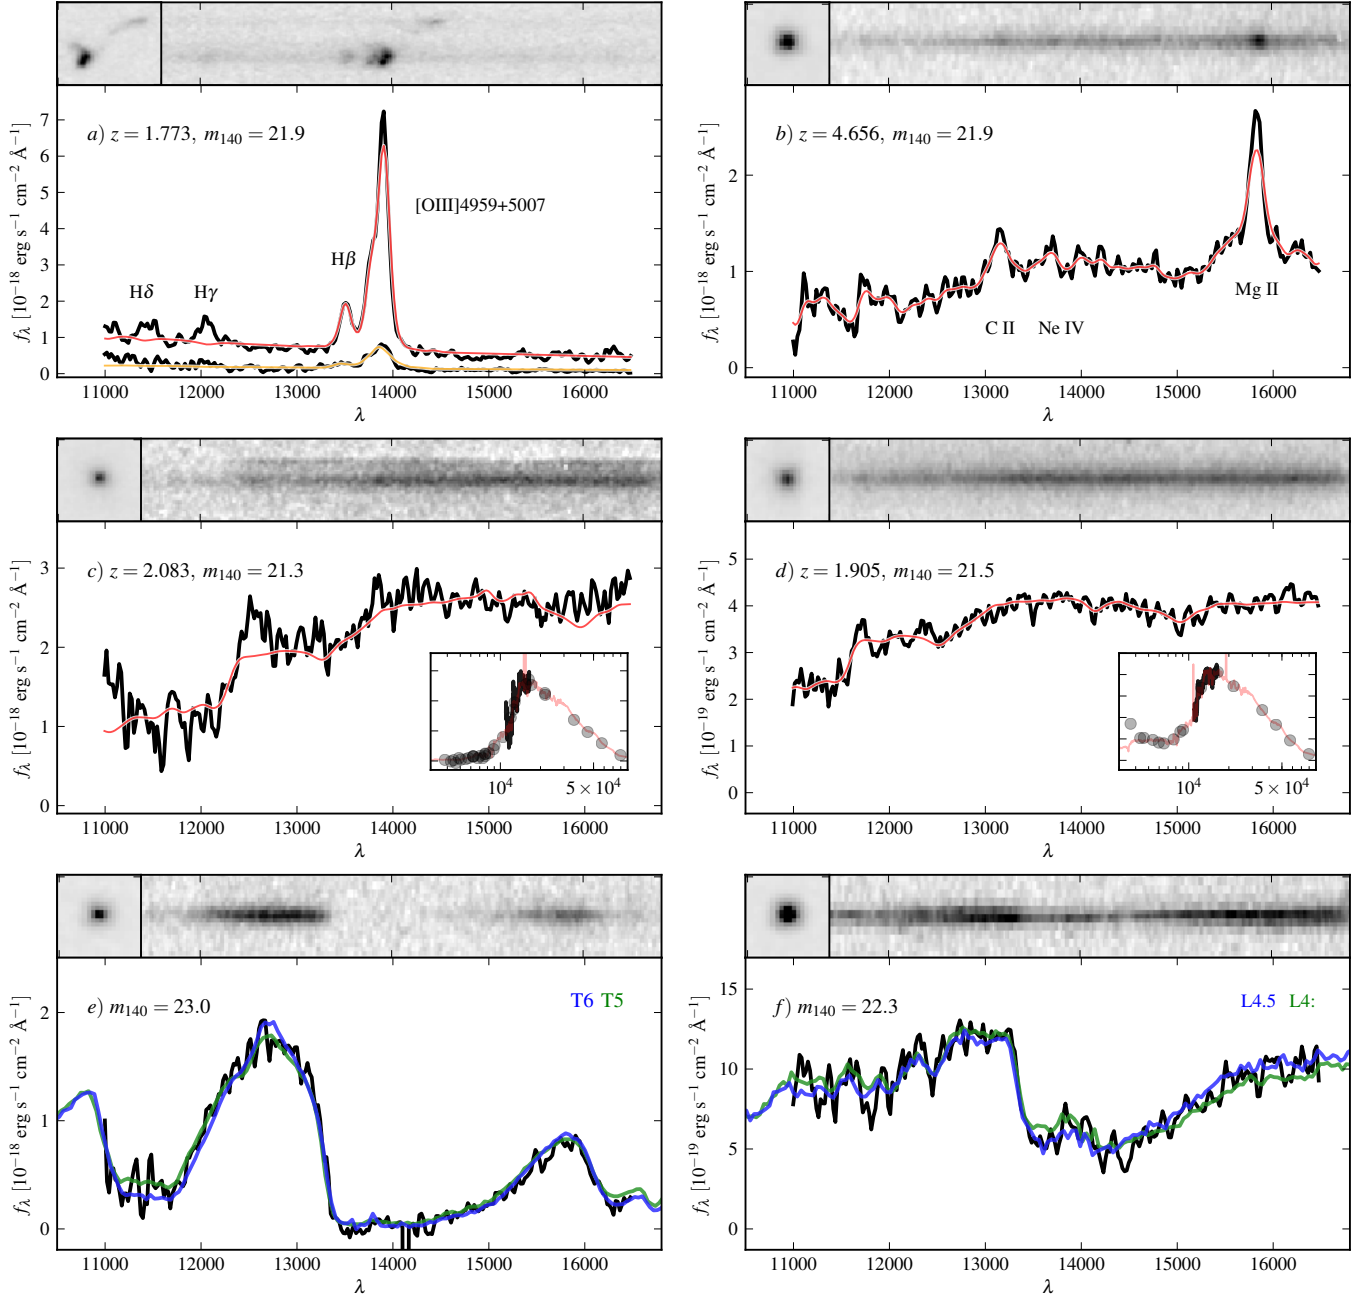 a) z = 1.773, m140 = 21.9
[OIII]4959+5007
Hβ
Hδ
Hγ
fλ [10−18 erg s−1 cm−2 Å−1]
7
6
5
4
3
2
1
0
11000 12000 13000 14000 15000 16000
λ
b) z = 4.656, m140 = 21.9
Mg II
C II Ne IV
fλ [10−18 erg s−1 cm−2 Å−1]
2
1
0
11000 12000 13000 14000 15000 16000
λ
c) z = 2.083, m140 = 21.3
fλ [10−18 erg s−1 cm−2 Å−1]
3
2
1
0
10⁴ 5 × 10⁴
11000 12000 13000 14000 15000 16000
λ
d) z = 1.905, m140 = 21.5
fλ [10−19 erg s−1 cm−2 Å−1]
5
4
3
2
1
0
10⁴ 5 × 10⁴
11000 12000 13000 14000 15000 16000
λ
e) m140 = 23.0
T6 T5
fλ [10−18 erg s−1 cm−2 Å−1]
2
1
0
11000 12000 13000 14000 15000 16000
λ
f) m140 = 22.3
L4.5 L4:
fλ [10−19 erg s−1 cm−2 Å−1]
15
10
5
0
11000 12000 13000 14000 15000 16000
λ